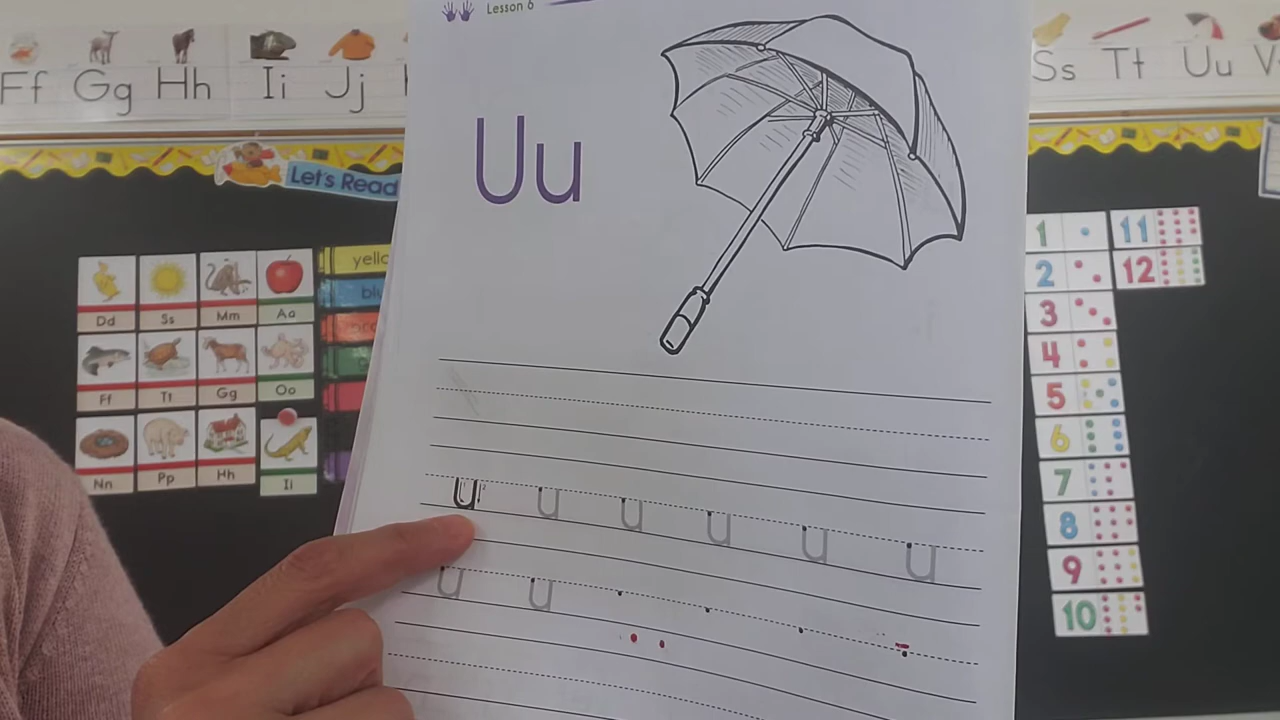 Lesson 6
Ff Gg Hh Ii Jj
Ss Tt Uu
Let's Read
Uu
Dd Ss Mm Aa
Ff Tt Gg Oo
Nn Pp Hh Ii
1 11
2 12
3
4
5
6
7
8
9
10
u u u u u u
u u